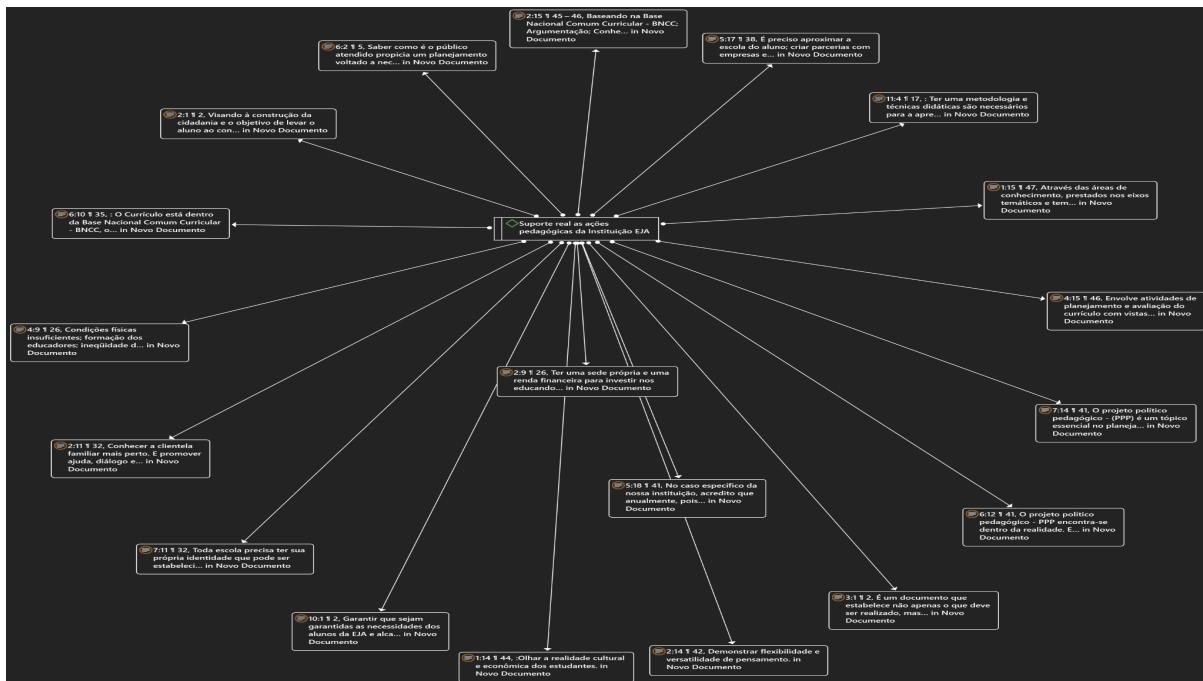 2:15 ¶ 45 – 46, Baseando na Base
Nacional Comum Curricular - BNCC;
Argumentação; Conhe... in Novo
Documento
5:17 ¶ 38, É preciso aproximar a
escola do aluno; criar parcerias com
empresas e... in Novo Documento
6:2 ¶ 5, Saber como é o público
atendido propicia um planejamento
voltado a nec... in Novo Documento
11:4 ¶ 17, : Ter uma metodologia e
técnicas didáticas são necessários
para a apre... in Novo Documento
2:1 ¶ 2, Visando à construção da
cidadania e o objetivo de levar o
aluno ao con... in Novo Documento
1:15 ¶ 47, Através das áreas de
conhecimento, prestados nos eixos
temáticos e tem... in Novo
Documento
6:10 ¶ 35, : O Currículo está dentro
da Base Nacional Comum Curricular
- BNCC, o... in Novo Documento
Suporte real as ações
pedagógicas da Instituição EJA
4:15 ¶ 46, Envolve atividades de
planejamento e avaliação do
currículo com vistas... in Novo
Documento
4:9 ¶ 26, Condições físicas
insuficientes; formação dos
educadores; ineqüidade d... in Novo
Documento
2:9 ¶ 26, Ter uma sede própria e uma
renda financeira para investir nos
educando... in Novo Documento
7:14 ¶ 41, O projeto político
pedagógico - (PPP) é um tópico
essencial no planeja... in Novo
Documento
2:11 ¶ 32, Conhecer a clientela
familiar mais perto. E promover
ajuda, diálogo e... in Novo
Documento
5:18 ¶ 41, No caso específico da
nossa instituição, acredito que
anualmente, pois... in Novo
Documento
6:12 ¶ 41, O projeto político
pedagógico - PPP encontra-se
dentro da realidade. E... in Novo
Documento
7:11 ¶ 32, Toda escola precisa ter sua
própria identidade que pode ser
estabeleci... in Novo Documento
3:1 ¶ 2, É um documento que
estabelece não apenas o que deve
ser realizado, mas... in Novo
Documento
10:1 ¶ 2, Garantir que sejam
garantidas as necessidades dos
alunos da EJA e alca... in Novo
Documento
1:14 ¶ 44, :Olhar a realidade cultural
e econômica dos estudantes. in
Novo Documento
2:14 ¶ 42, Demonstrar flexibilidade e
versatilidade de pensamento. in
Novo Documento